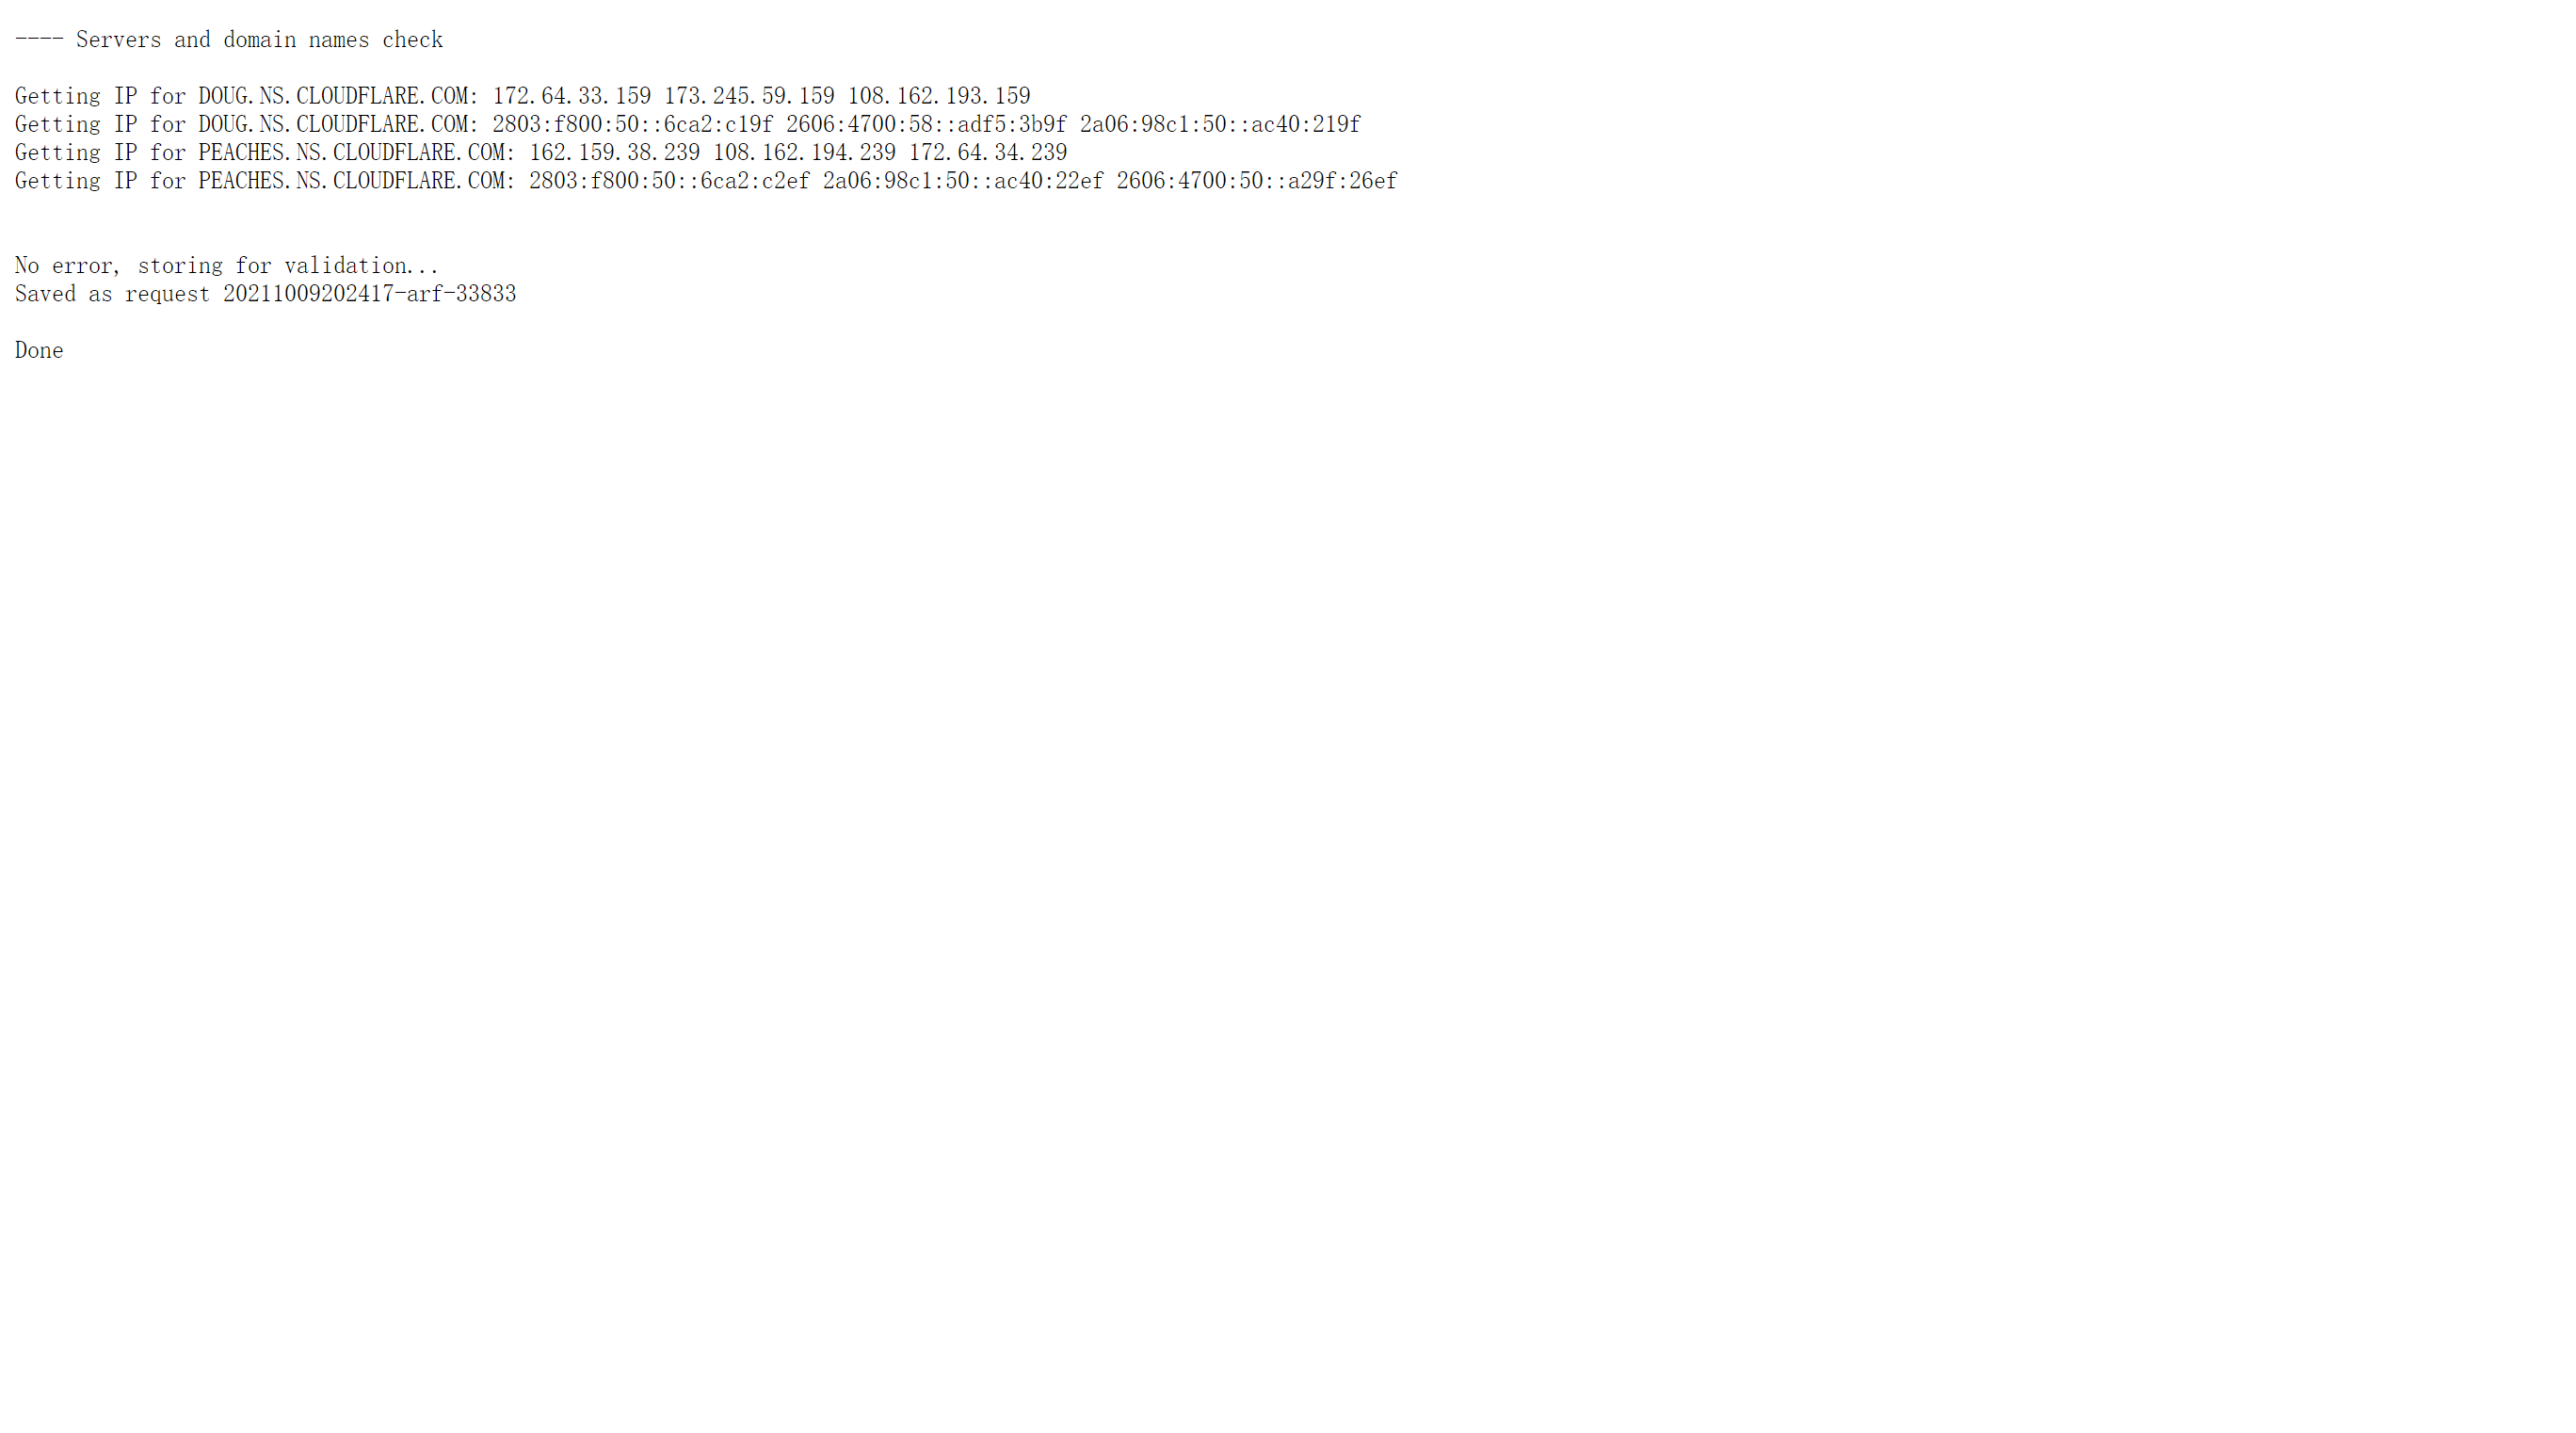 ---- Servers and domain names check
Getting IP for DOUG.NS.CLOUDFLARE.COM: 172.64.33.159 173.245.59.159 108.162.193.159
Getting IP for DOUG.NS.CLOUDFLARE.COM: 2803:f800:50::6ca2:c19f 2606:4700:58::adf5:3b9f 2a06:98c1:50::ac40:219f
Getting IP for PEACHES.NS.CLOUDFLARE.COM: 162.159.38.239 108.162.194.239 172.64.34.239
Getting IP for PEACHES.NS.CLOUDFLARE.COM: 2803:f800:50::6ca2:c2ef 2a06:98c1:50::ac40:22ef 2606:4700:50::a29f:26ef
No error, storing for validation...
Saved as request 20211009202417-arf-33833
Done